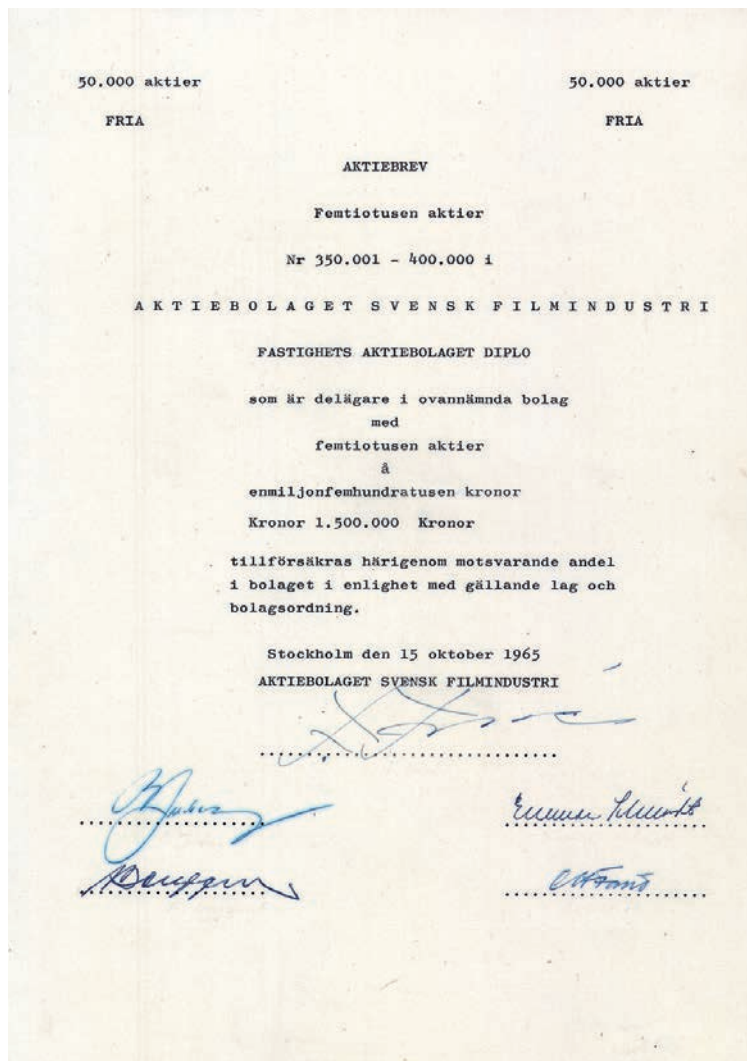 50.000 aktier 50.000 aktier
FRIA FRIA
AKTIEBREV
Femtiotusen aktier
Nr 350.001 - 400.000 i
AKTIEBOLAGET SVENSK FILMINDUSTRI
FASTIGHETS AKTIEBOLAGET DIPLO
som är delägare i ovannämnda bolag
med
femtiotusen aktier
å
enmiljonfemhundratusen kronor
Kronor 1.500.000 Kronor
tillförsäkras härigenom motsvarande andel
i bolaget i enlighet med gällande lag och
bolagsordning.
Stockholm den 15 oktober 1965
AKTIEBOLAGET SVENSK FILMINDUSTRI